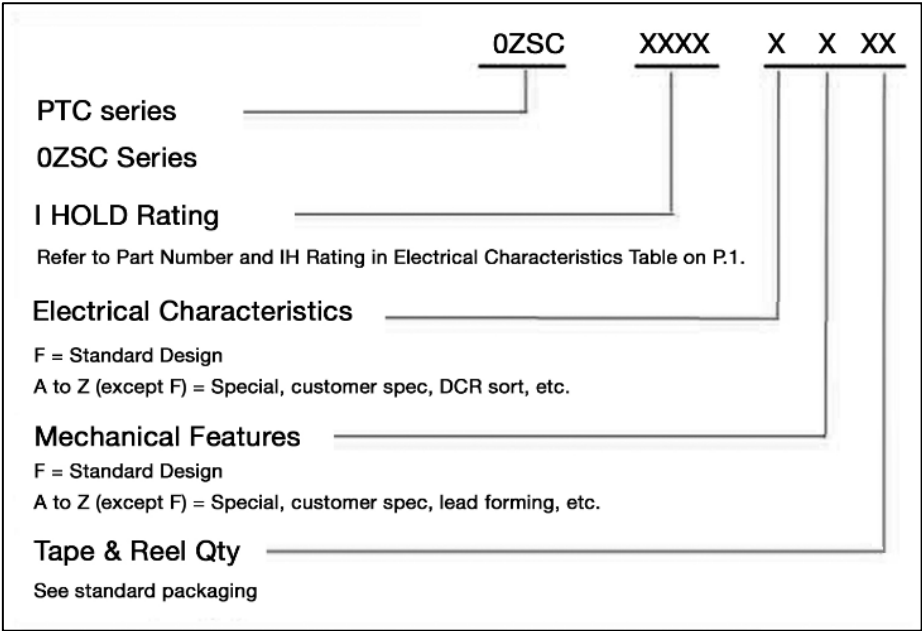 0ZSC XXXX X X XX
PTC series
0ZSC Series
I HOLD Rating
Refer to Part Number and IH Rating in Electrical Characteristics Table on P.1.
Electrical Characteristics
F = Standard Design
A to Z (except F) = Special, customer spec, DCR sort, etc.
Mechanical Features
F = Standard Design
A to Z (except F) = Special, customer spec, lead forming, etc.
Tape & Reel Qty
See standard packaging